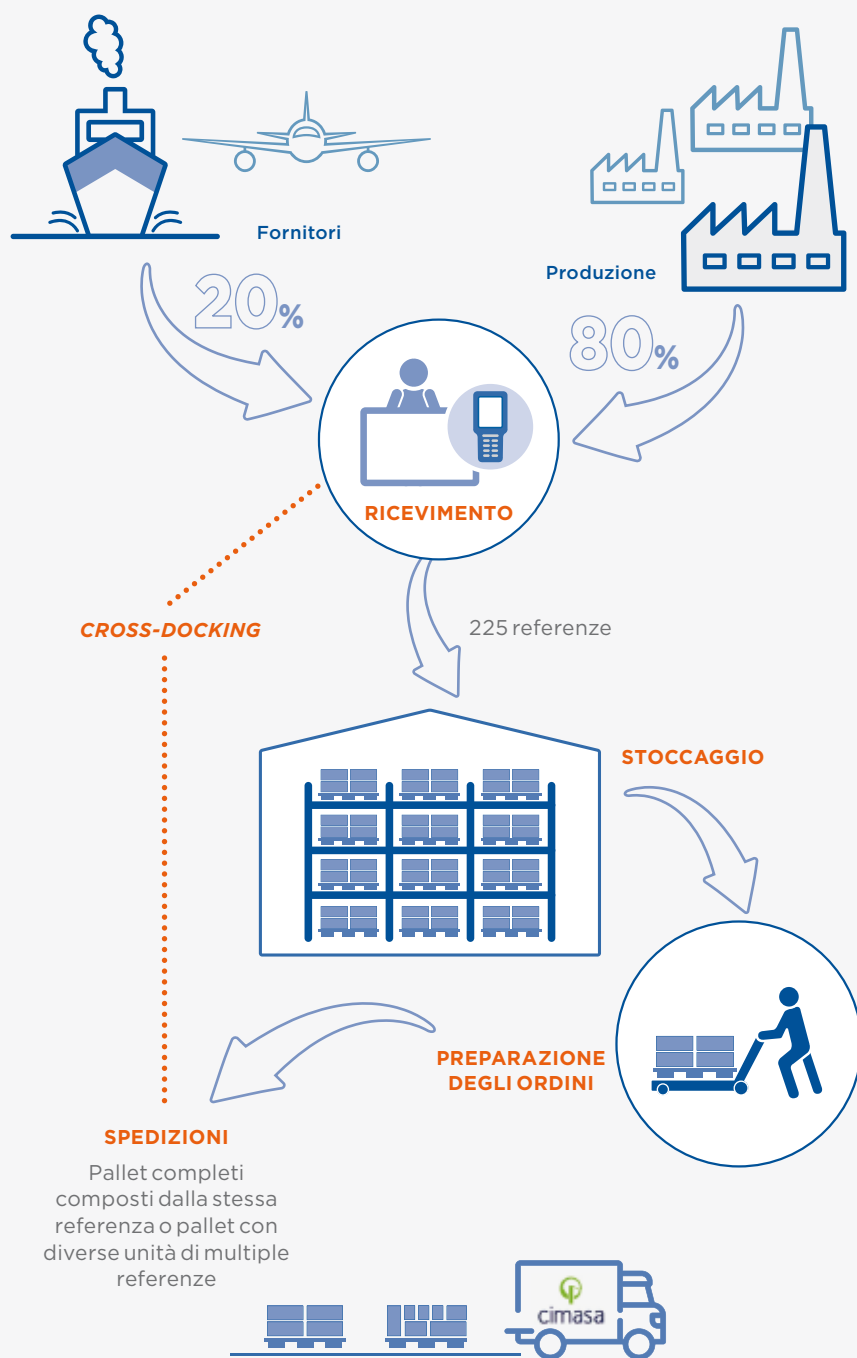 Fornitori
20%
Produzione
80%
RICEVIMENTO
CROSS-DOCKING
225 referenze
STOCCAGGIO
PREPARAZIONE
DEGLI ORDINI
SPEDIZIONI
Pallet completi
composti dalla stessa
referenza o pallet con
diverse unità di multiple
referenze
cimasa